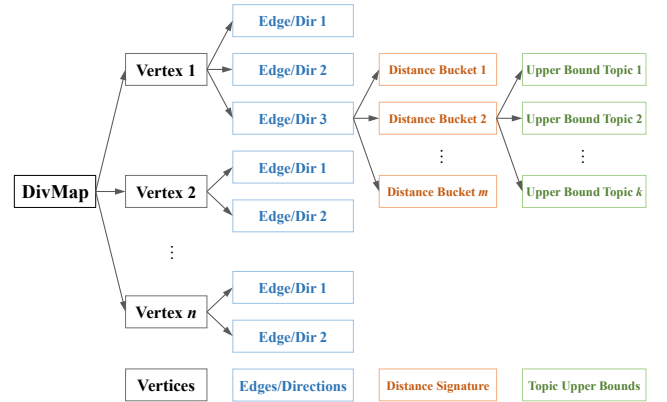 Edge/Dir 1
Vertex 1
Edge/Dir 2
Distance Bucket 1
Upper Bound Topic 1
Edge/Dir 3
Distance Bucket 2
Upper Bound Topic 2
⋮
⋮
Edge/Dir 1
DivMap
Vertex 2
Distance Bucket m
Upper Bound Topic k
Edge/Dir 2
⋮
Edge/Dir 1
Vertex n
Edge/Dir 2
Vertices
Edges/Directions
Distance Signature
Topic Upper Bounds